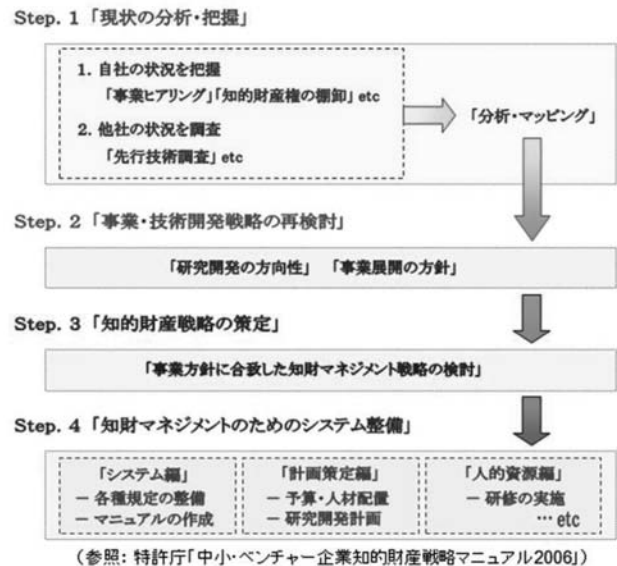 Step. 1 「現状の分析・把握」
1. 自社の状況を把握
「事業ヒアリング」「知的財産権の棚卸」 etc
2. 他社の状況を調査
「先行技術調査」 etc
「分析・マッピング」
Step. 2 「事業・技術開発戦略の再検討」
「研究開発の方向性」 「事業展開の方針」
Step. 3 「知的財産戦略の策定」
「事業方針に合致した知財マネジメント戦略の検討」
Step. 4 「知財マネジメントのためのシステム整備」
「システム編」
− 各種規定の整備
− マニュアルの作成
「計画策定編」
− 予算・人材配置
− 研究開発計画
「人的資源編」
− 研修の実施
… etc
(参照: 特許庁「中小・ベンチャー企業知的財産戦略マニュアル2006」)